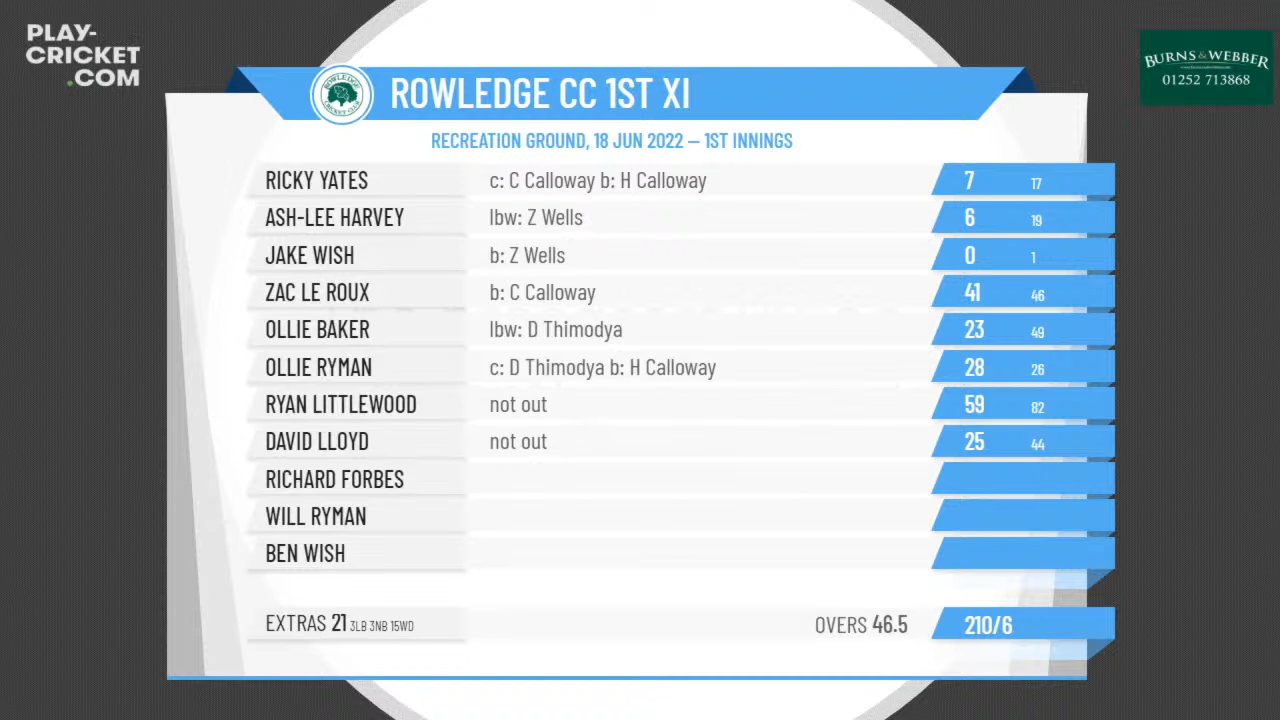 PLAY-
CRICKET
.COM
BURNS & WEBBER
01252 713868
ROWLEDGE CRICKET CLUB
ROWLEDGE CC 1ST XI
RECREATION GROUND, 18 JUN 2022 – 1ST INNINGS
RICKY YATES c: C Calloway b: H Calloway 7 17
ASH-LEE HARVEY lbw: Z Wells 6 19
JAKE WISH b: Z Wells 0 1
ZAC LE ROUX b: C Calloway 41 46
OLLIE BAKER lbw: D Thimodya 23 49
OLLIE RYMAN c: D Thimodya b: H Calloway 28 26
RYAN LITTLEWOOD not out 59 82
DAVID LLOYD not out 25 44
RICHARD FORBES
WILL RYMAN
BEN WISH
EXTRAS 21 3LB 3NB 15WD OVERS 46.5 210/6